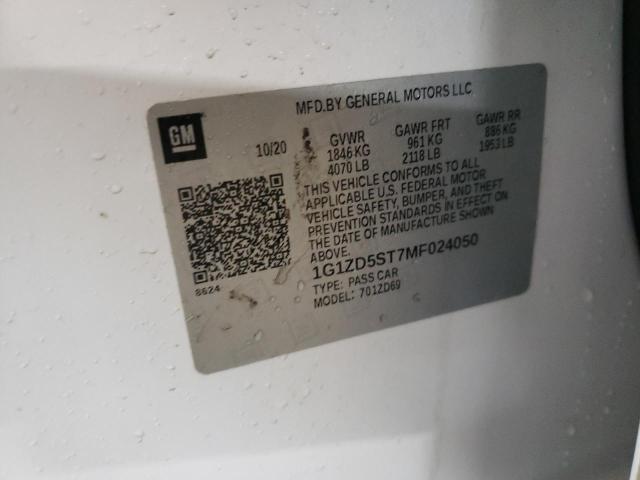 MFD.BY GENERAL MOTORS LLC
GM
10/20
GVWR GAWR FRT GAWR RR
1846 KG 961 KG 886 KG
4070 LB 2118 LB 1953 LB
THIS VEHICLE CONFORMS TO ALL
APPLICABLE U.S. FEDERAL MOTOR
VEHICLE SAFETY, BUMPER, AND THEFT
PREVENTION STANDARDS IN EFFECT ON
THE DATE OF MANUFACTURE SHOWN
ABOVE.
1G1ZD5ST7MF024050
TYPE: PASS CAR
MODEL: 701ZD69
8624